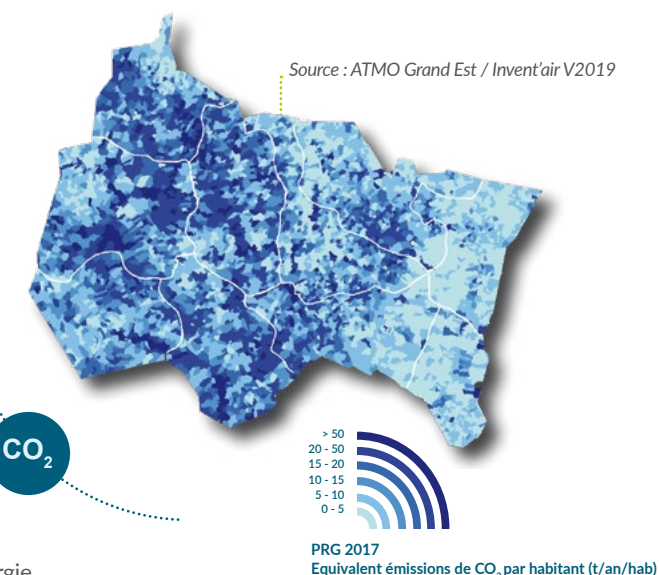 Source : ATMO Grand Est / Invent'air V2019
CO₂
> 50
20 - 50
15 - 20
10 - 15
5 - 10
0 - 5
PRG 2017
Equivalent émissions de CO₂ par habitant (t/an/hab)